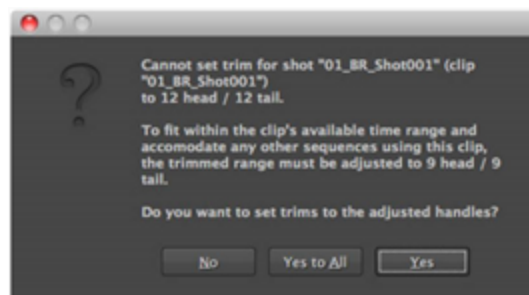 Cannot set trim for shot "01_BR_Shot001" (clip
"01_BR_Shot001")
to 12 head / 12 tail.
To fit within the clip's available time range and
accomodate any other sequences using this clip,
the trimmed range must be adjusted to 9 head / 9
tail.
Do you want to set trims to the adjusted handles?
No Yes to All Yes